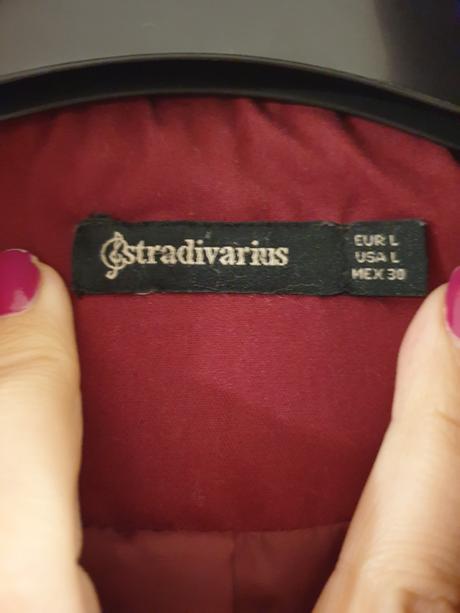 stradivarius
EUR L
USA L
MEX 30